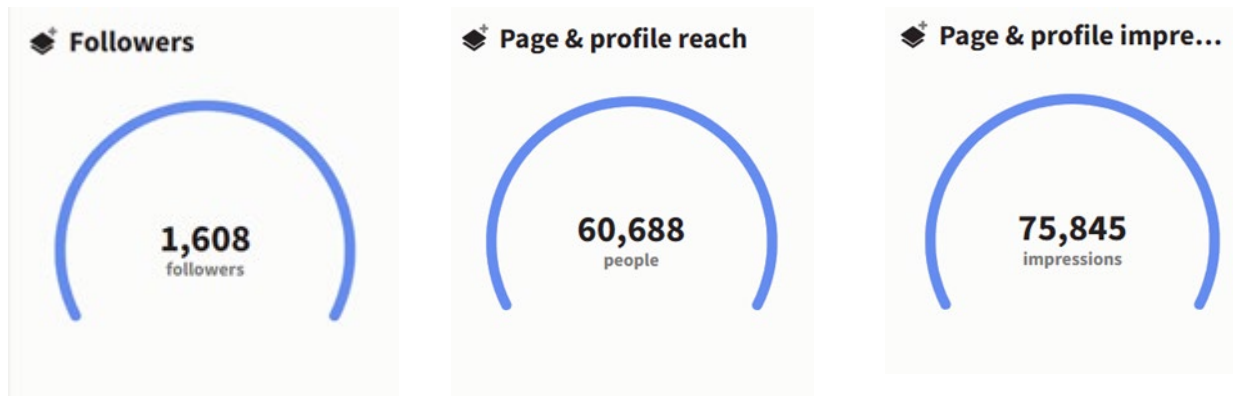 Followers
1,608
followers
Page & profile reach
60,688
people
Page & profile impre...
75,845
impressions